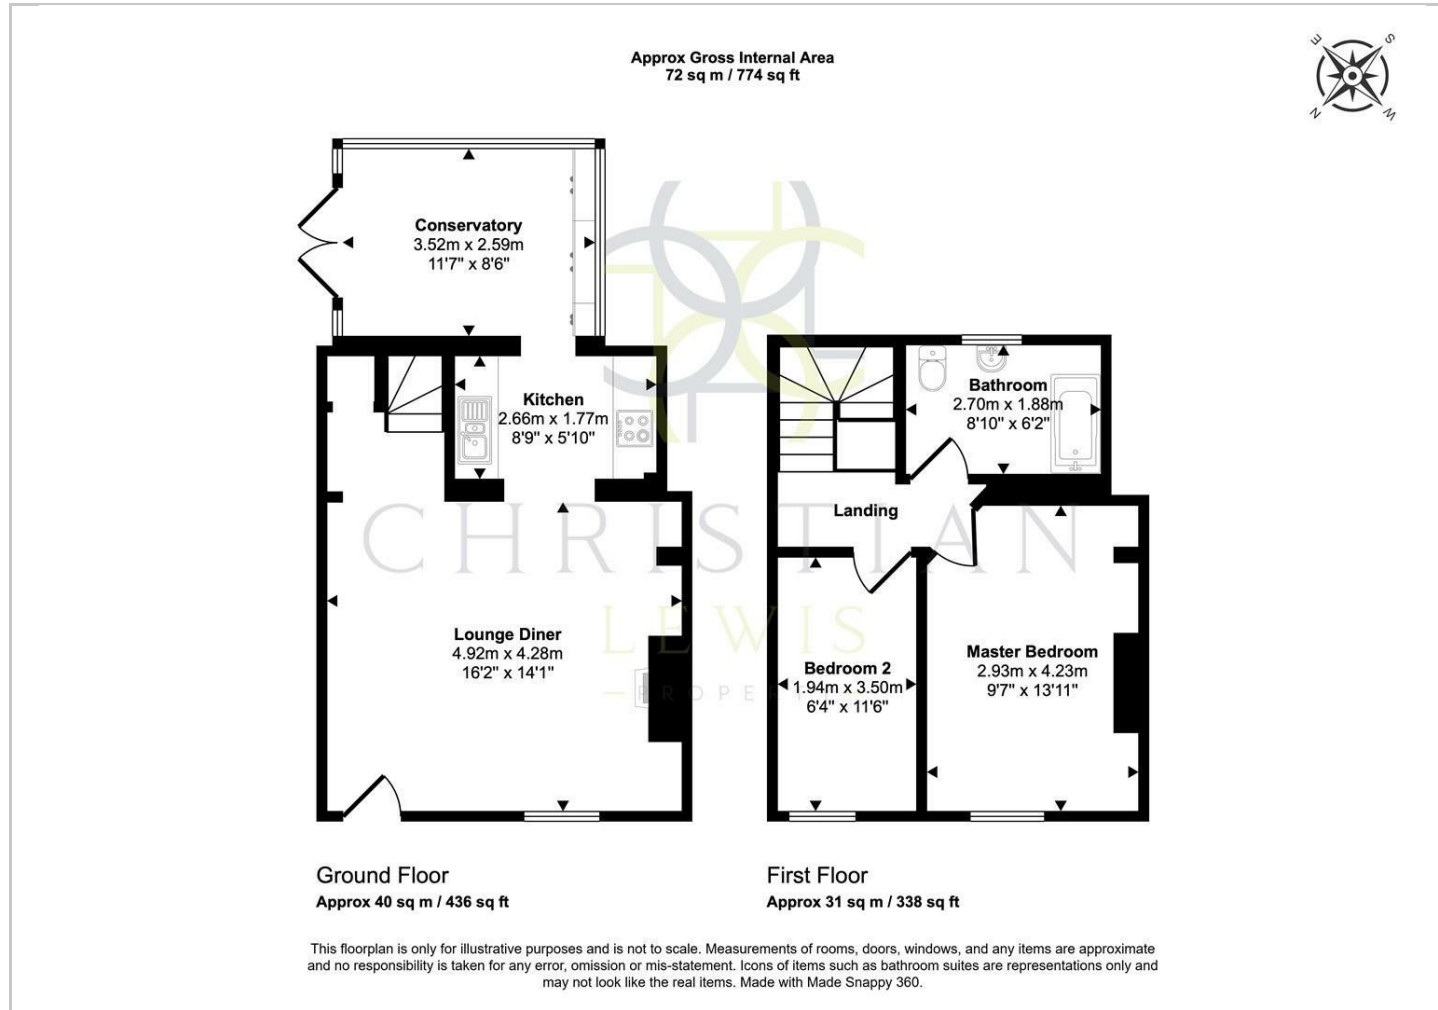 Approx Gross Internal Area
72 sq m / 774 sq ft
E
S
N
W
Conservatory
3.52m x 2.59m
11'7" x 8'6"
Kitchen
2.66m x 1.77m
8'9" x 5'10"
Lounge Diner
4.92m x 4.28m
16'2" x 14'1"
Bathroom
2.70m x 1.88m
8'10" x 6'2"
Landing
Bedroom 2
1.94m x 3.50m
6'4" x 11'6"
Master Bedroom
2.93m x 4.23m
9'7" x 13'11"
CHRISTIAN
LEWIS
Ground Floor
Approx 40 sq m / 436 sq ft
First Floor
Approx 31 sq m / 338 sq ft
This floorplan is only for illustrative purposes and is not to scale. Measurements of rooms, doors, windows, and any items are approximate
and no responsibility is taken for any error, omission or mis-statement. Icons of items such as bathroom suites are representations only and
may not look like the real items. Made with Made Snappy 360.